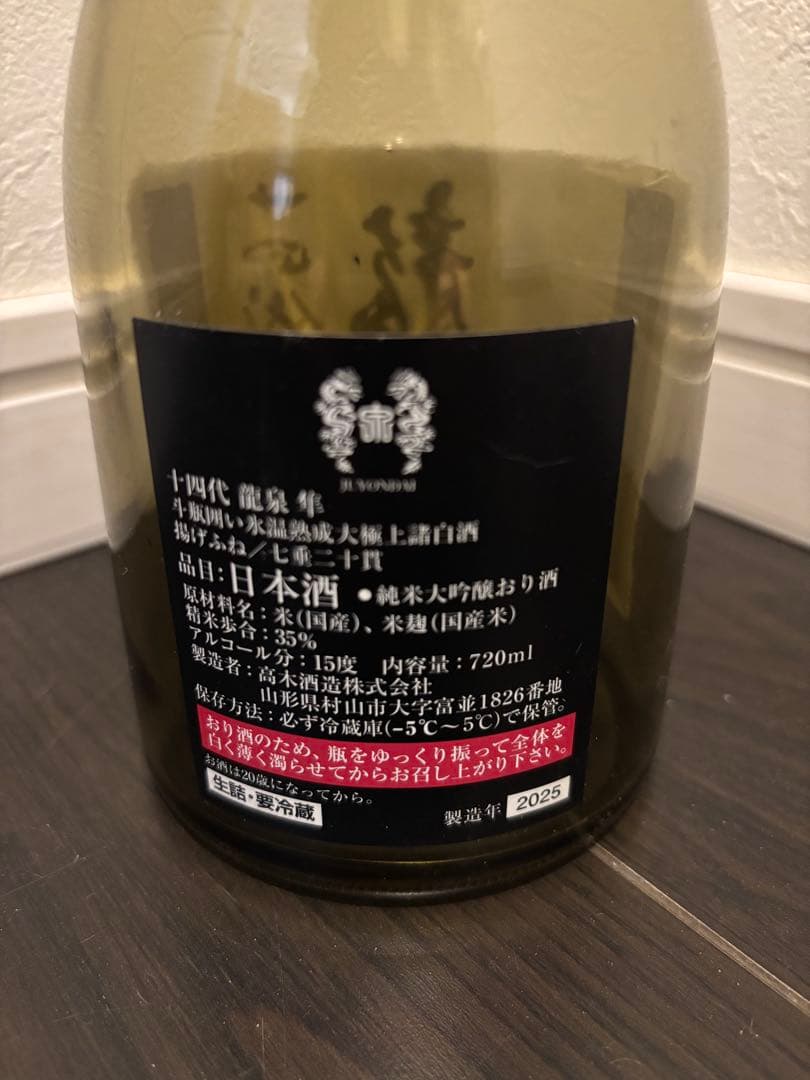 JUYONDAI
十四代 龍泉 隼
斗瓶囲い氷温熟成大極上諸白酒
揚げふね／七垂二十貫
品目：日本酒 ●純米大吟醸おり酒
原材料名：米(国産)、米麹(国産米)
精米歩合：35%
アルコール分：15度 内容量：720ml
製造者：高木酒造株式会社
山形県村山市大字富並1826番地
保存方法：必ず冷蔵庫(−5℃～5℃)で保管。
おり酒のため、瓶をゆっくり振って全体を
白く薄く濁らせてからお召し上がり下さい。
お酒は20歳になってから。
生詰・要冷蔵
製造年 2025